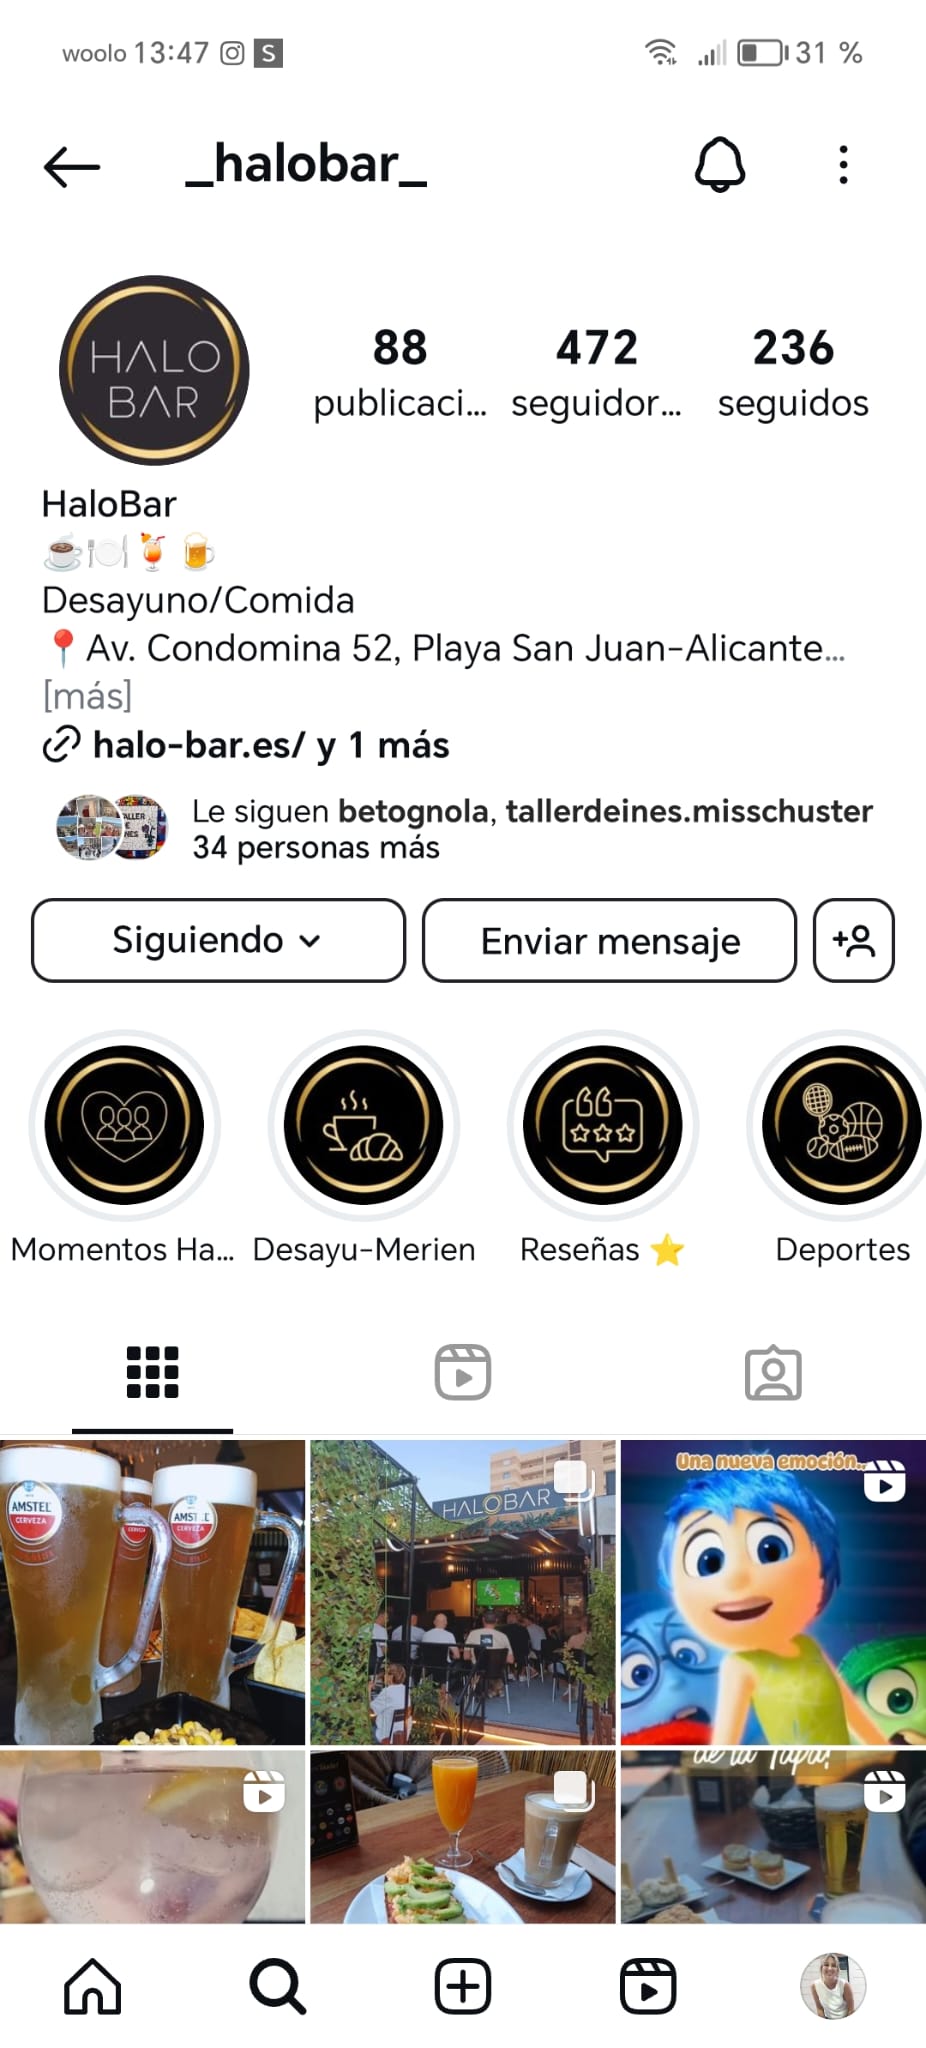 woolo 13:47 S 31 %
_halobar_
HALO
BAR
88 472 236
publicaci... seguidor... seguidos
HaloBar
Desayuno/Comida
Av. Condomina 52, Playa San Juan-Alicante...
[más]
halo-bar.es/ y 1 más
TALLER
Le siguen betognola, tallerdeines.misschuster
34 personas más
Siguiendo
Enviar mensaje
Momentos Ha... Desayu-Merien Reseñas ⭐ Deportes
AMSTEL
CERVEZA
AMSTEL
CERVEZA
HALOBAR
Una nueva emoción...
de la Tapa!